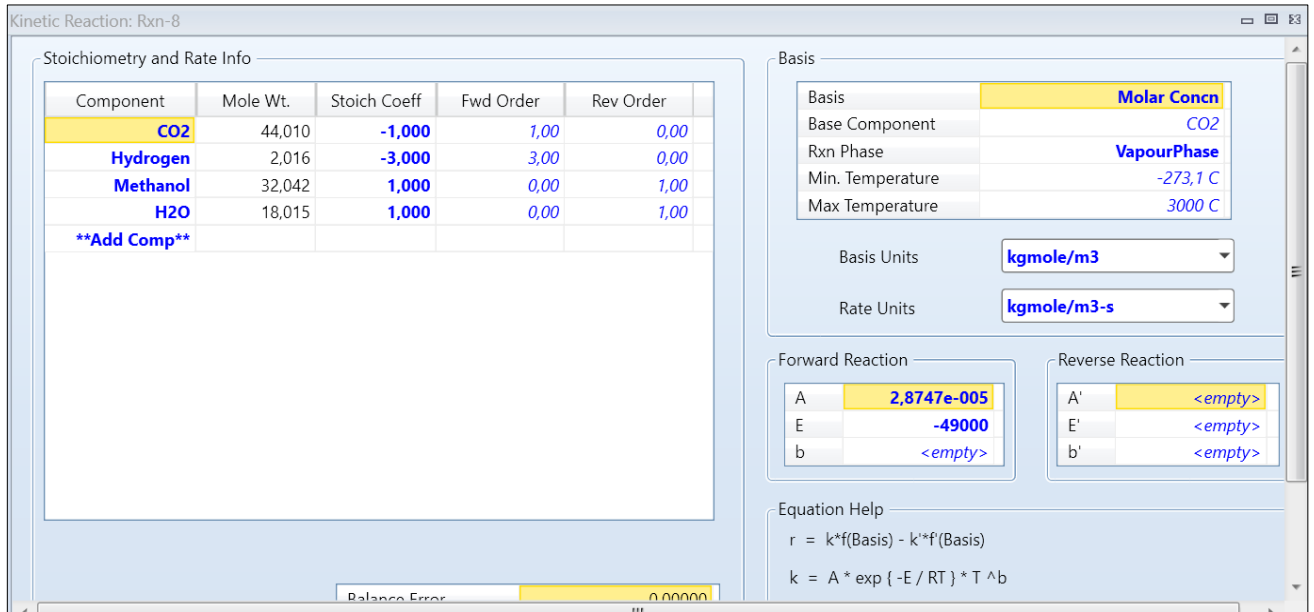 Kinetic Reaction: Rxn-8
Stoichiometry and Rate Info
Component Mole Wt. Stoich Coeff Fwd Order Rev Order
CO2 44,010 -1,000 1,00 0,00
Hydrogen 2,016 -3,000 3,00 0,00
Methanol 32,042 1,000 0,00 1,00
H2O 18,015 1,000 0,00 1,00
**Add Comp**
Balance Error 0,00000
Basis
Basis Molar Concn
Base Component CO2
Rxn Phase VapourPhase
Min. Temperature -273,1 C
Max Temperature 3000 C
Basis Units kgmole/m3
Rate Units kgmole/m3-s
Forward Reaction
A 2,8747e-005
E -49000
b <empty>
Reverse Reaction
A' <empty>
E' <empty>
b' <empty>
Equation Help
r = k*f(Basis) - k'*f'(Basis)
k = A * exp { -E / RT } * T ^b